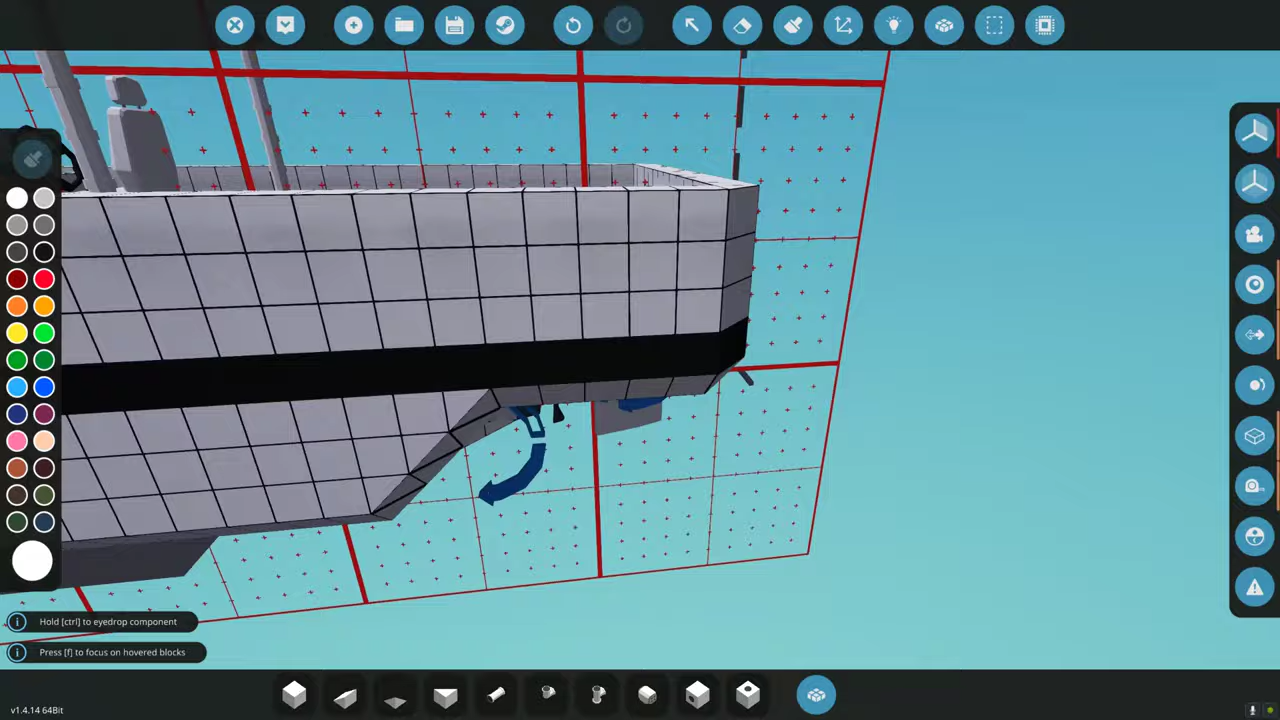 Hold [ctrl] to eyedrop component
Press [f] to focus on hovered blocks
v1.4.14 64Bit